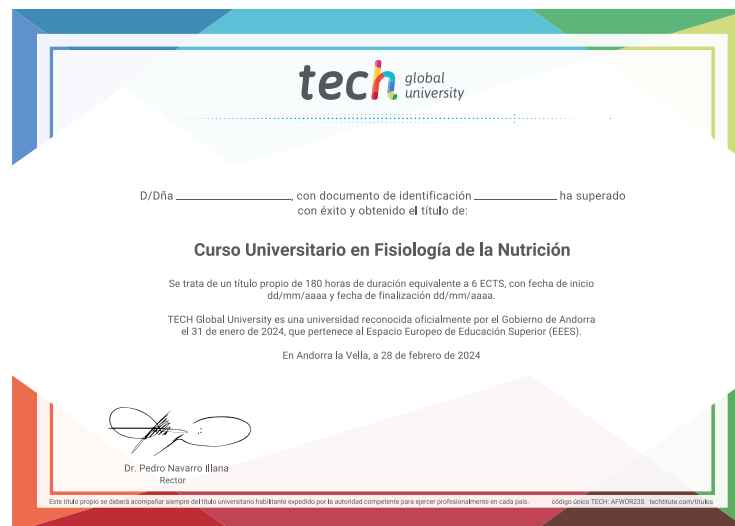 tech global university
D/Dña ____________, con documento de identificación ____________ ha superado
con éxito y obtenido el título de:
Curso Universitario en Fisiología de la Nutrición
Se trata de un título propio de 180 horas de duración equivalente a 6 ECTS, con fecha de inicio
dd/mm/aaaa y fecha de finalización dd/mm/aaaa.
TECH Global University es una universidad reconocida oficialmente por el Gobierno de Andorra
el 31 de enero de 2024, que pertenece al Espacio Europeo de Educación Superior (EEES).
En Andorra la Vella, a 28 de febrero de 2024
Dr. Pedro Navarro Illana
Rector
Este título propio se deberá acompañar siempre del título universitario habilitante expedido por la autoridad competente para ejercer profesionalmente en cada país. código único TECH: AFWOR23S techtitute.com/titulos